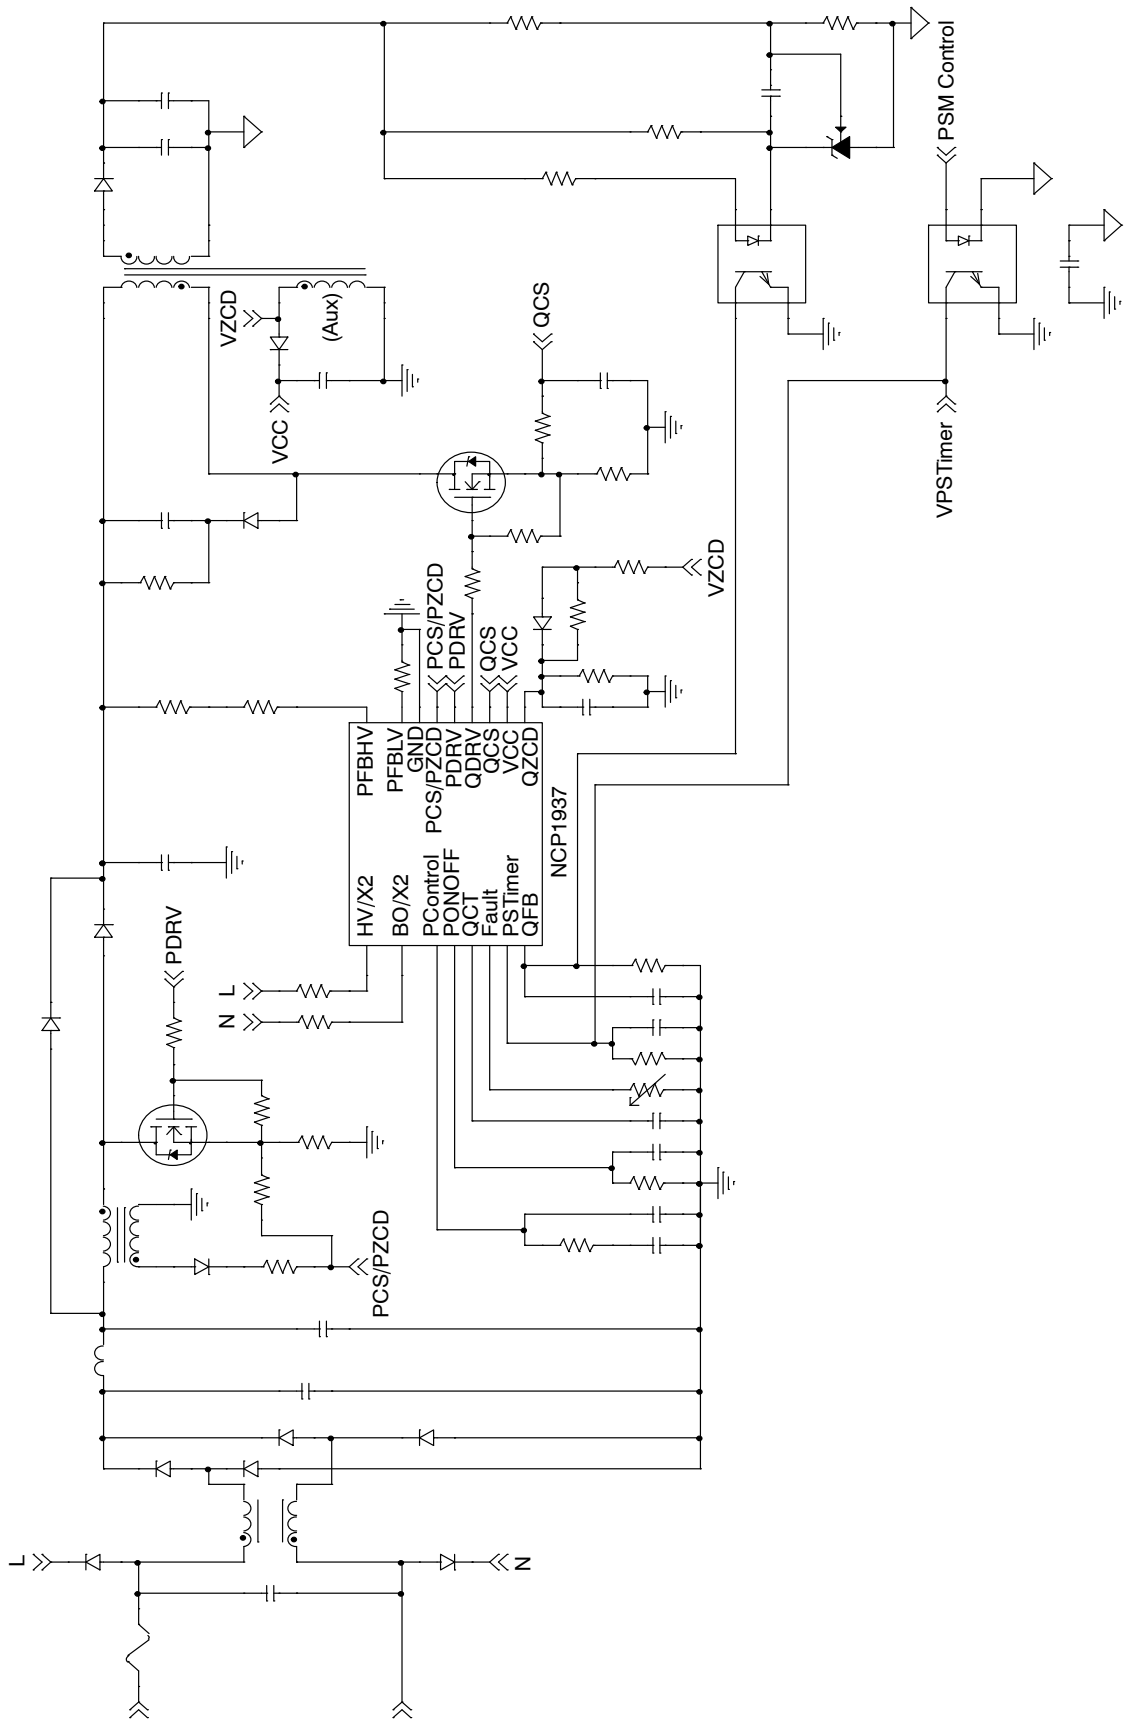 PSM Control
VZCD
(Aux)
QCS
VCC
VPSTimer
VZCD
PCS/PZCD
PDRV
QCS
VCC
PFBHV
PFBLV
GND
PCS/PZCD
PDRV
QDRV
QCS
VCC
QZCD
HV/X2
BO/X2
PControl
PONOFF
QCT
Fault
PSTimer
QFB
NCP1937
PDRV
L
N
PCS/PZCD
L
N